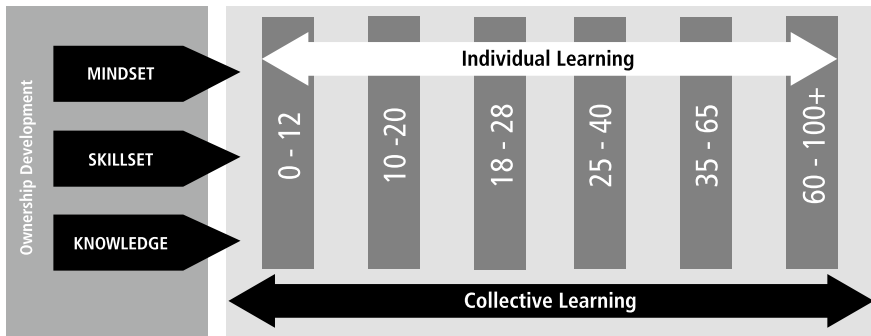 Ownership Development
MINDSET
SKILLSET
KNOWLEDGE
Individual Learning
0 - 12
10 -20
18 - 28
25 - 40
35 - 65
60 - 100+
Collective Learning